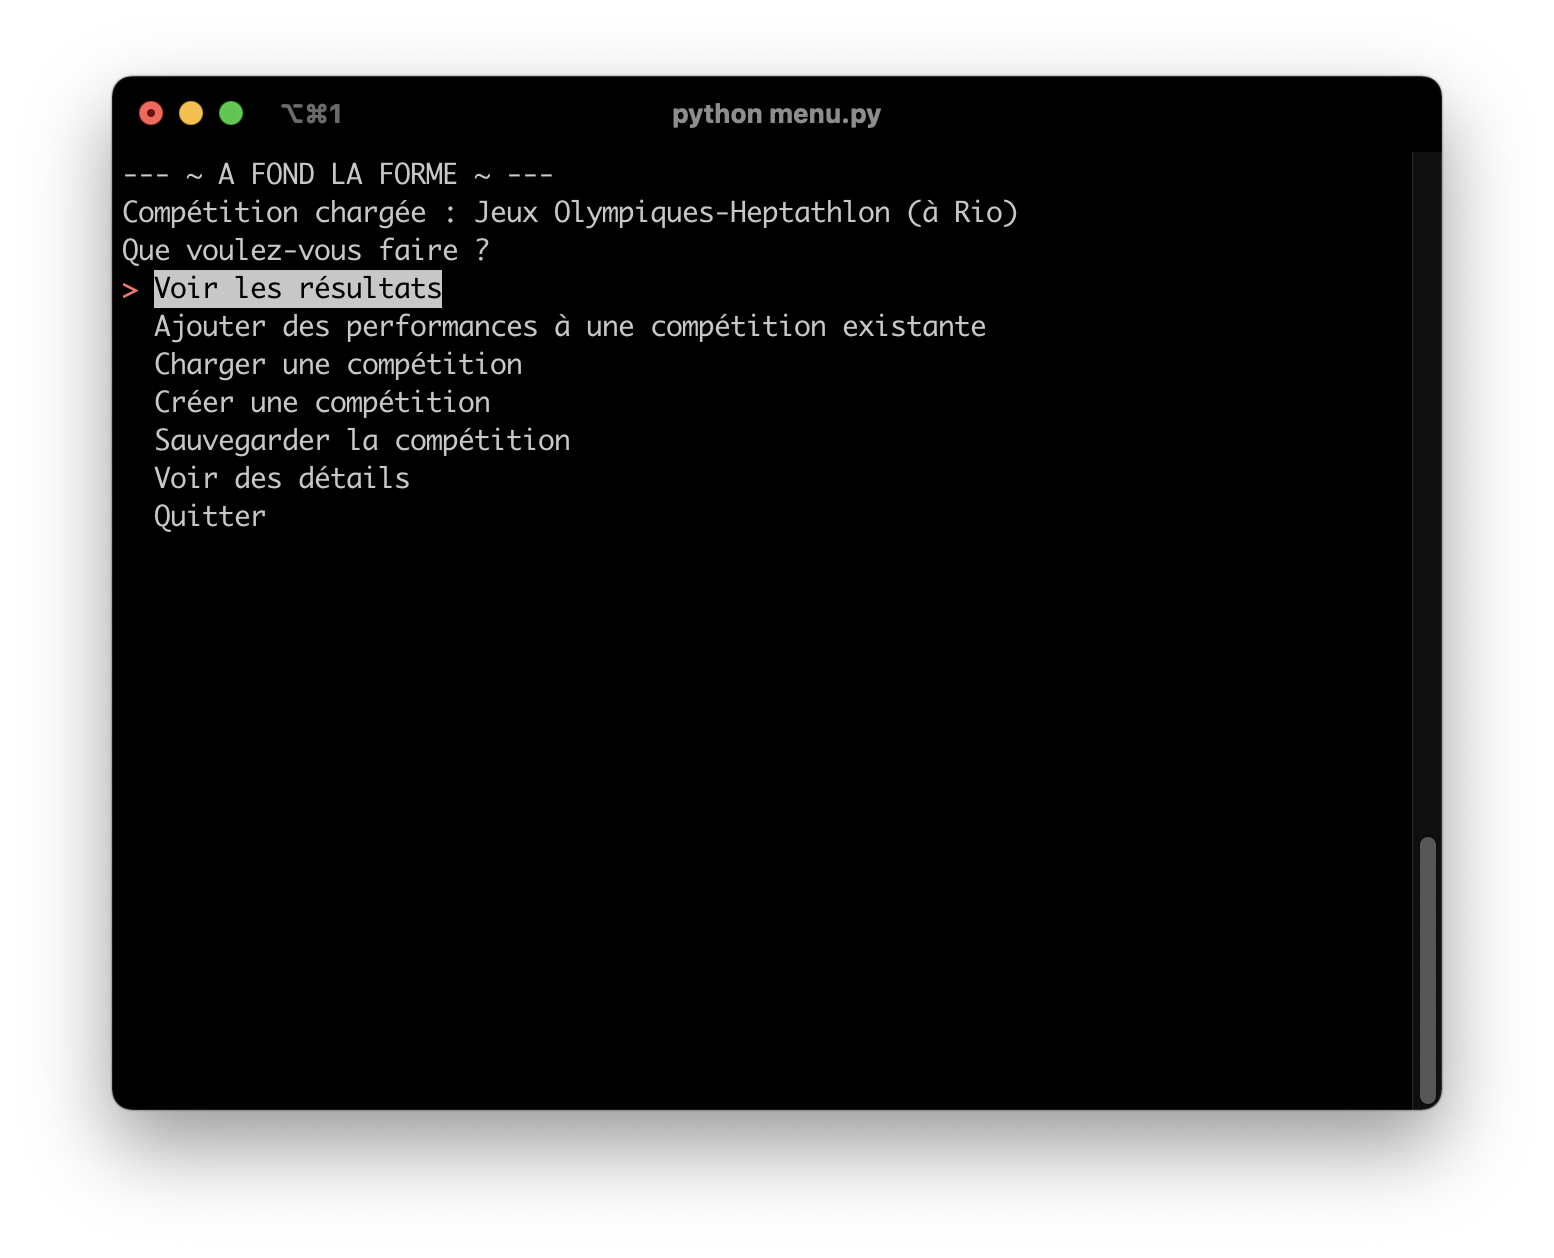 ⌥⌘1 python menu.py
--- ~ A FOND LA FORME ~ ---
Compétition chargée : Jeux Olympiques-Heptathlon (à Rio)
Que voulez-vous faire ?
> Voir les résultats
Ajouter des performances à une compétition existante
Charger une compétition
Créer une compétition
Sauvegarder la compétition
Voir des détails
Quitter